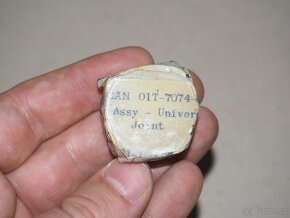 GAN 01T-7074-
Assy - Univer
Joint